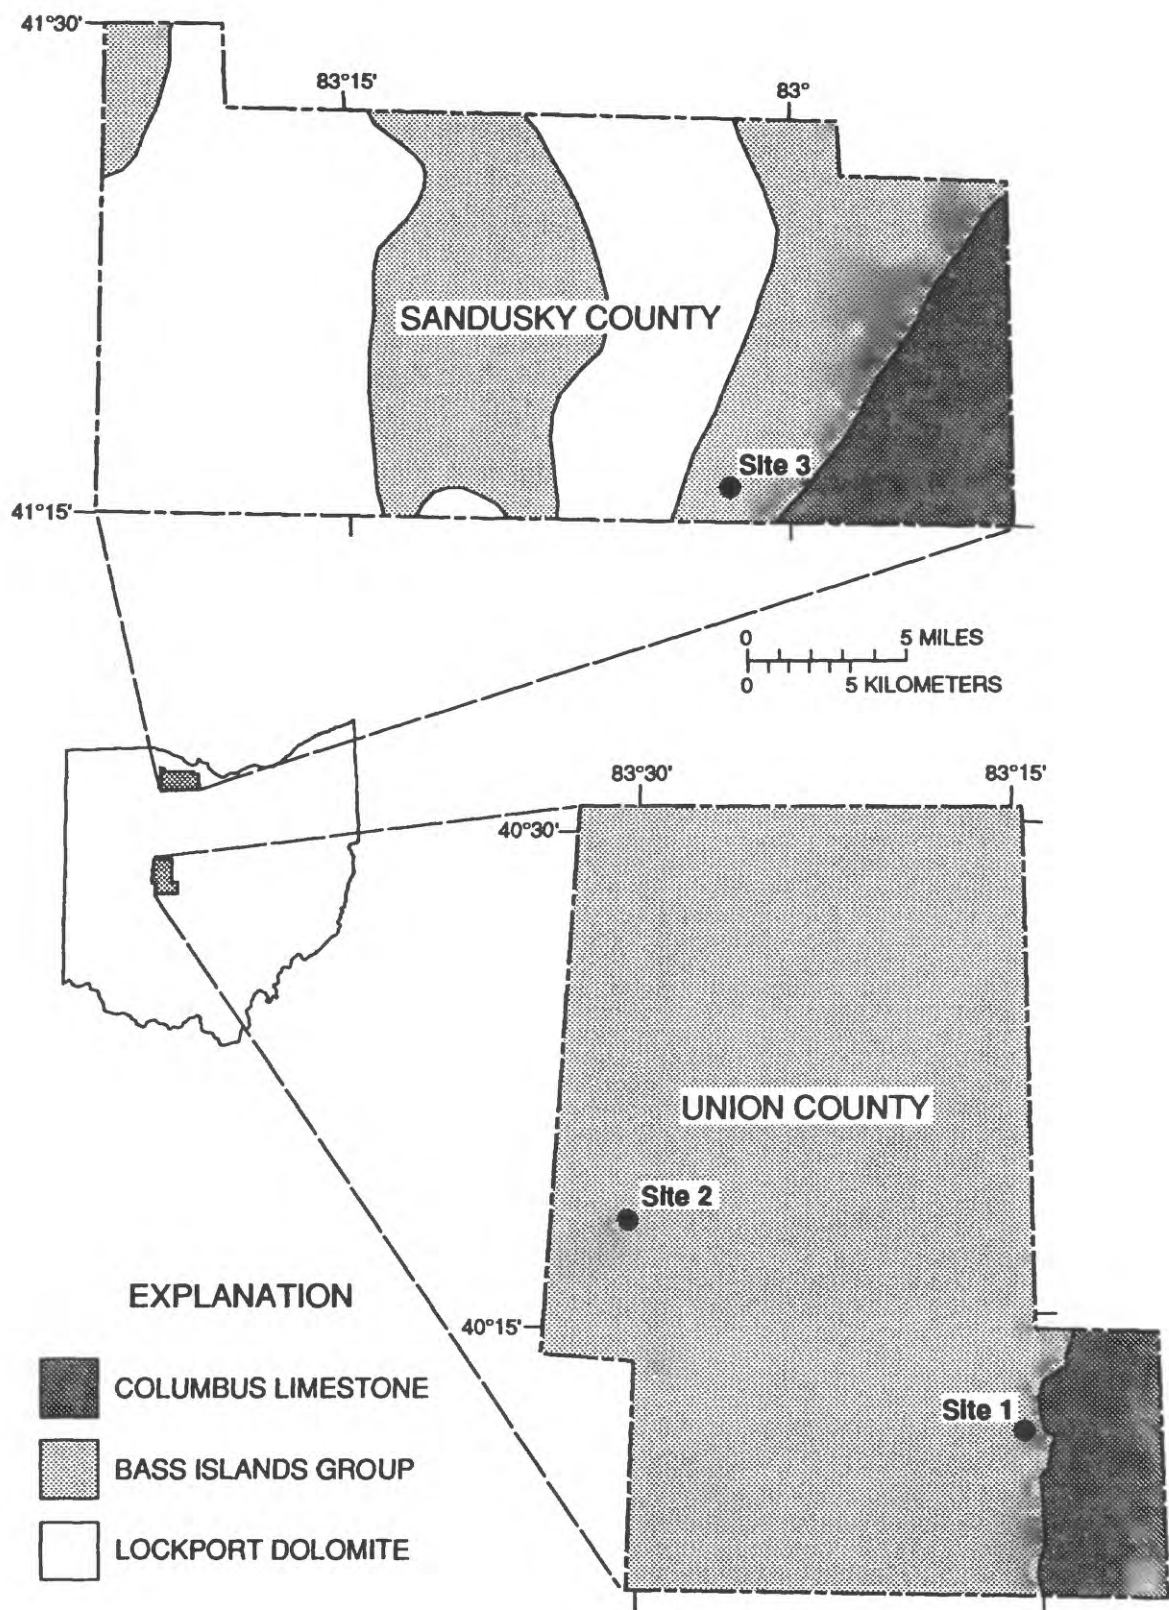 41°30'
83°15'
83°
SANDUSKY COUNTY
Site 3
41°15'
0 5 MILES
0 5 KILOMETERS
83°30' 83°15'
40°30'
UNION COUNTY
Site 2
EXPLANATION
40°15'
COLUMBUS LIMESTONE
Site 1
BASS ISLANDS GROUP
LOCKPORT DOLOMITE